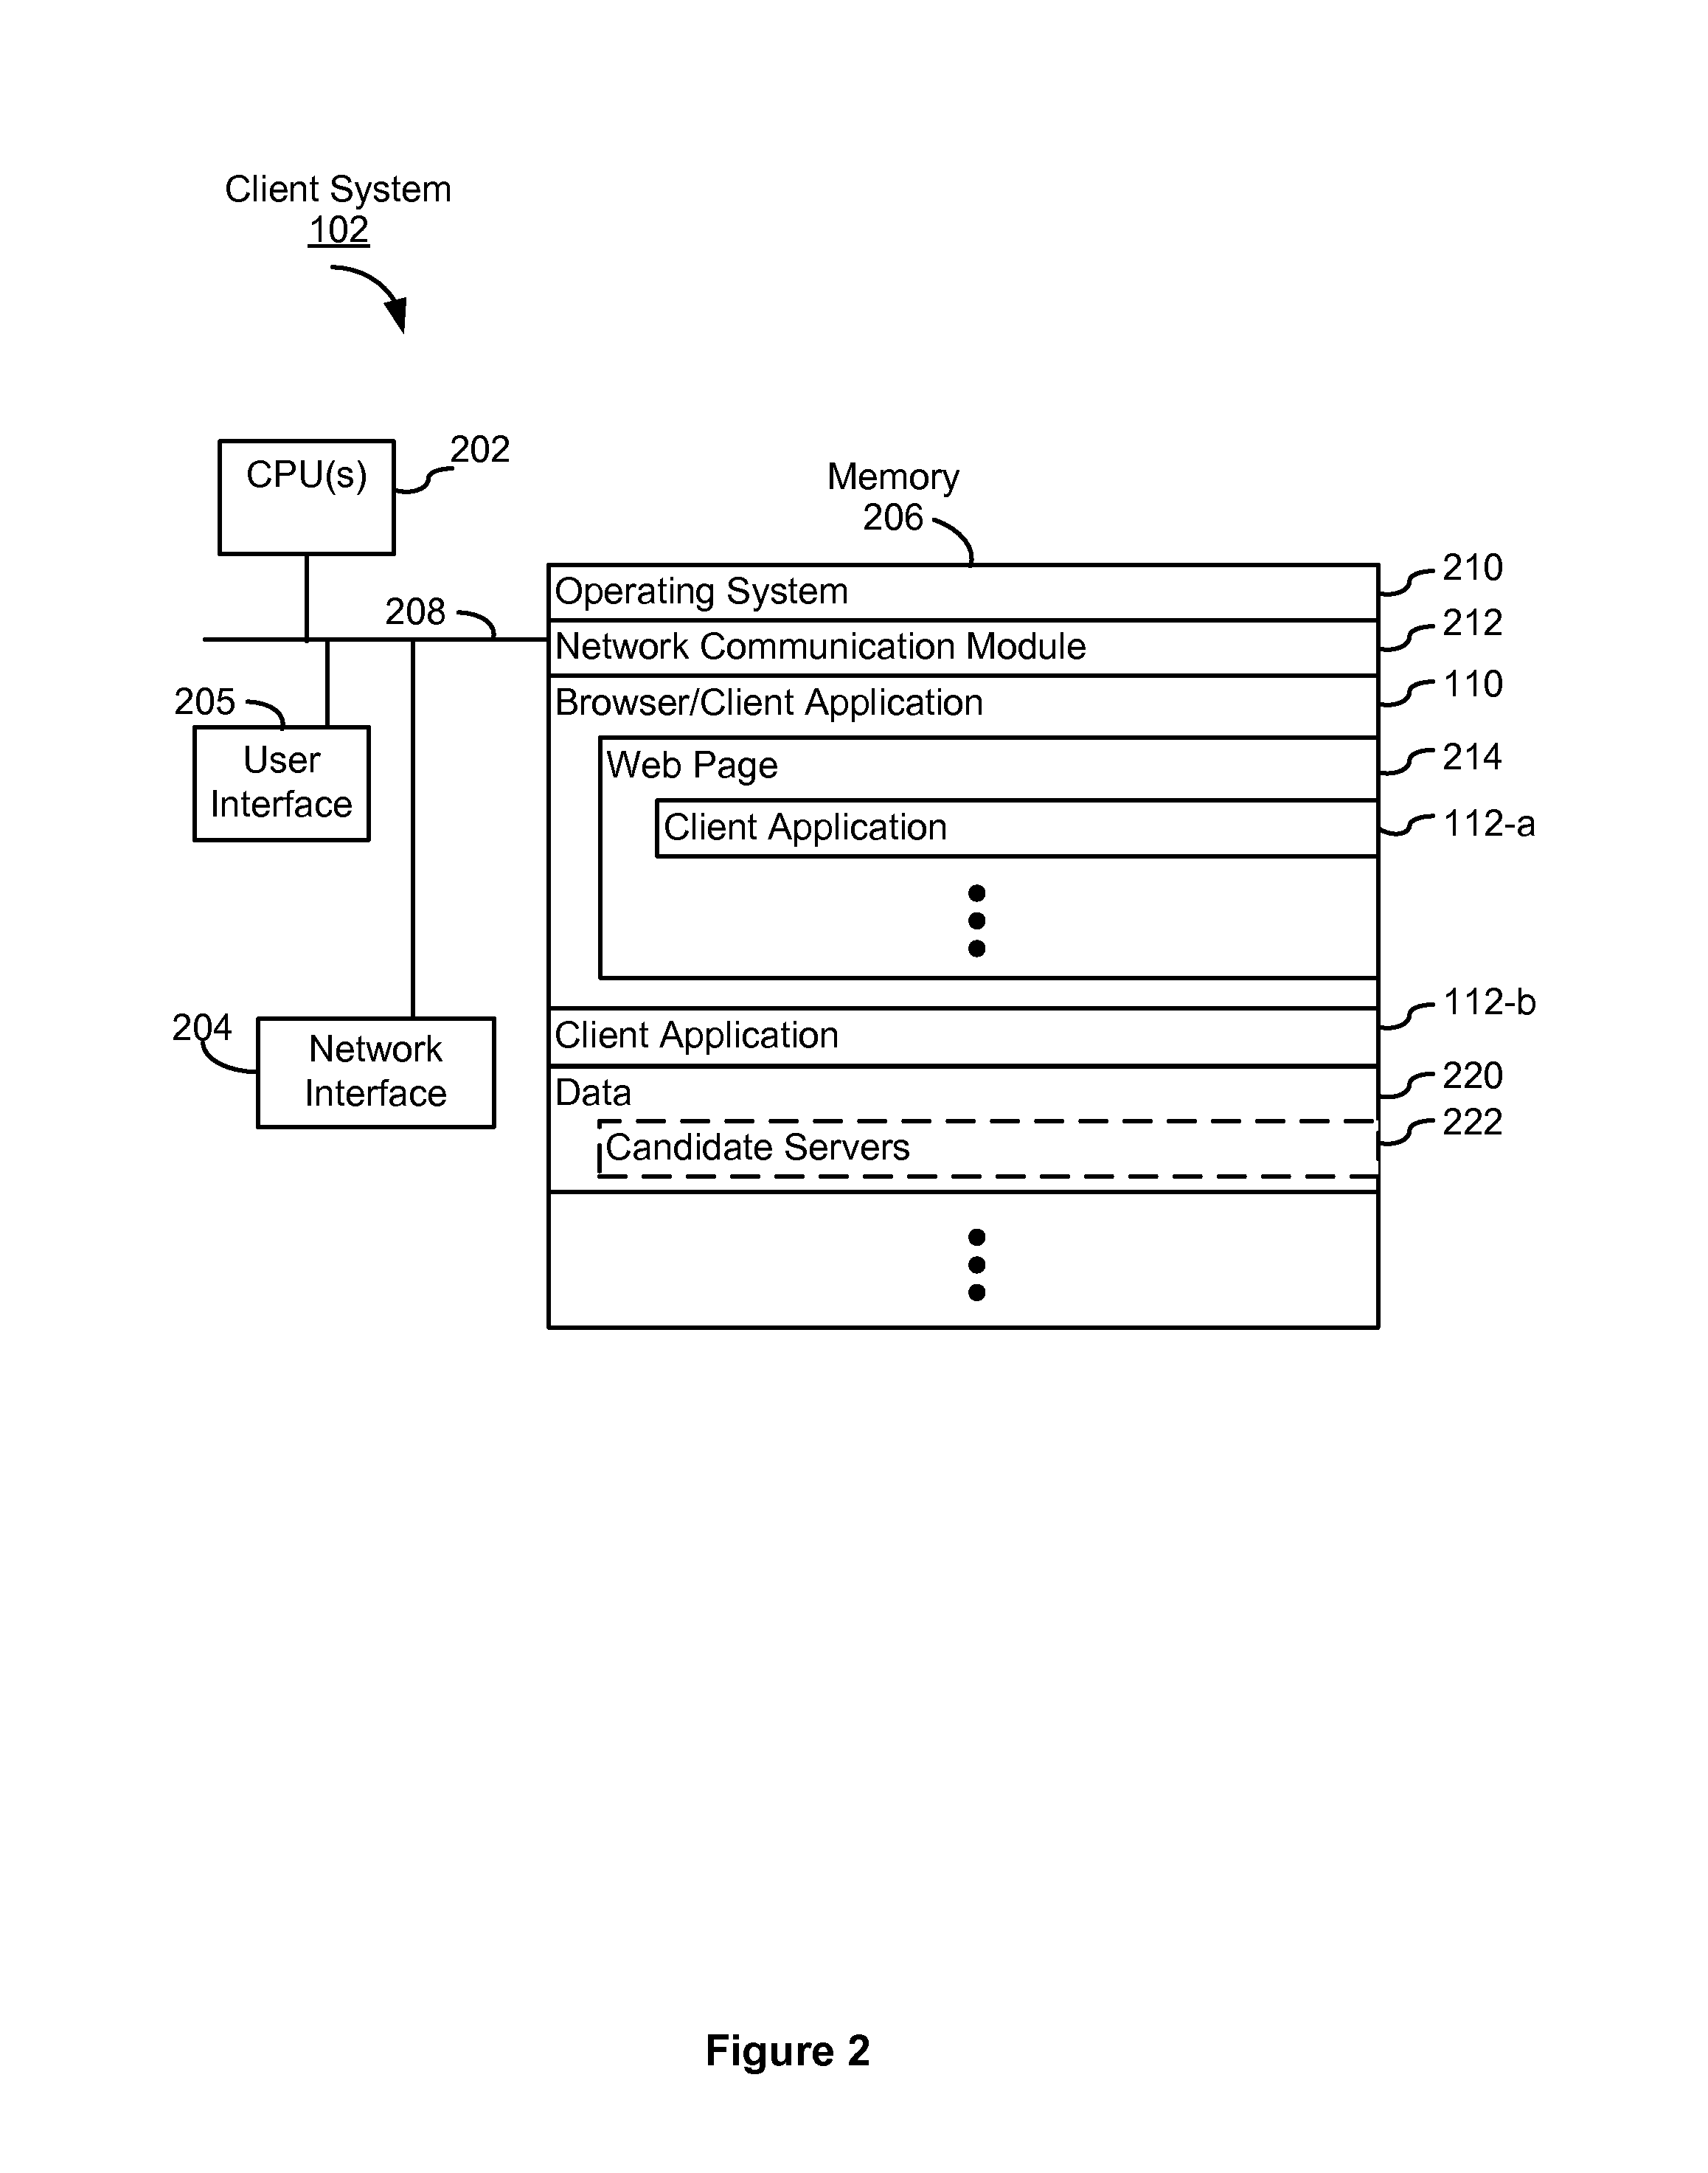 Client System
102
CPU(s)
202
Memory
206
Operating System
210
208
Network Communication Module
212
Browser/Client Application
110
205
User
Interface
Web Page
214
Client Application
112-a
204
Network
Interface
Client Application
112-b
Data
220
Candidate Servers
222
Figure 2